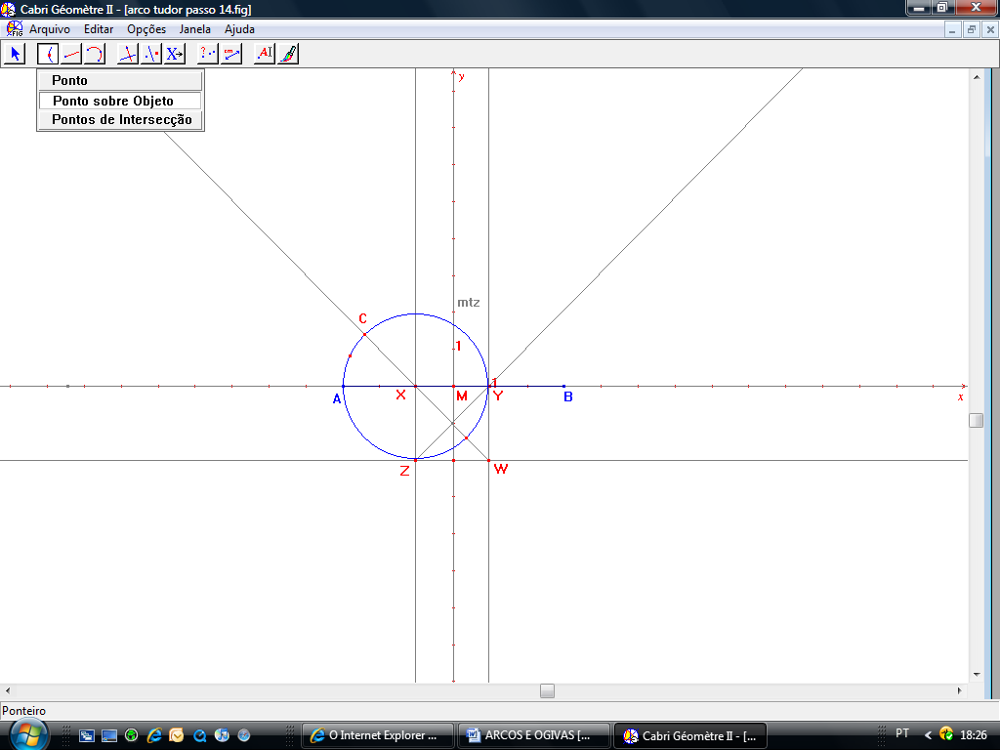 Cabri Géomètre II - [arco tudor passo 14.fig]
Arquivo Editar Opções Janela Ajuda
Ponto
Ponto sobre Objeto
Pontos de Intersecção
y
mtz
C
1
1
A X M Y B x
Z W
Ponteiro
O Internet Explorer ... ARCOS E OGIVAS [... Cabri Géomètre II - [... PT 18:26